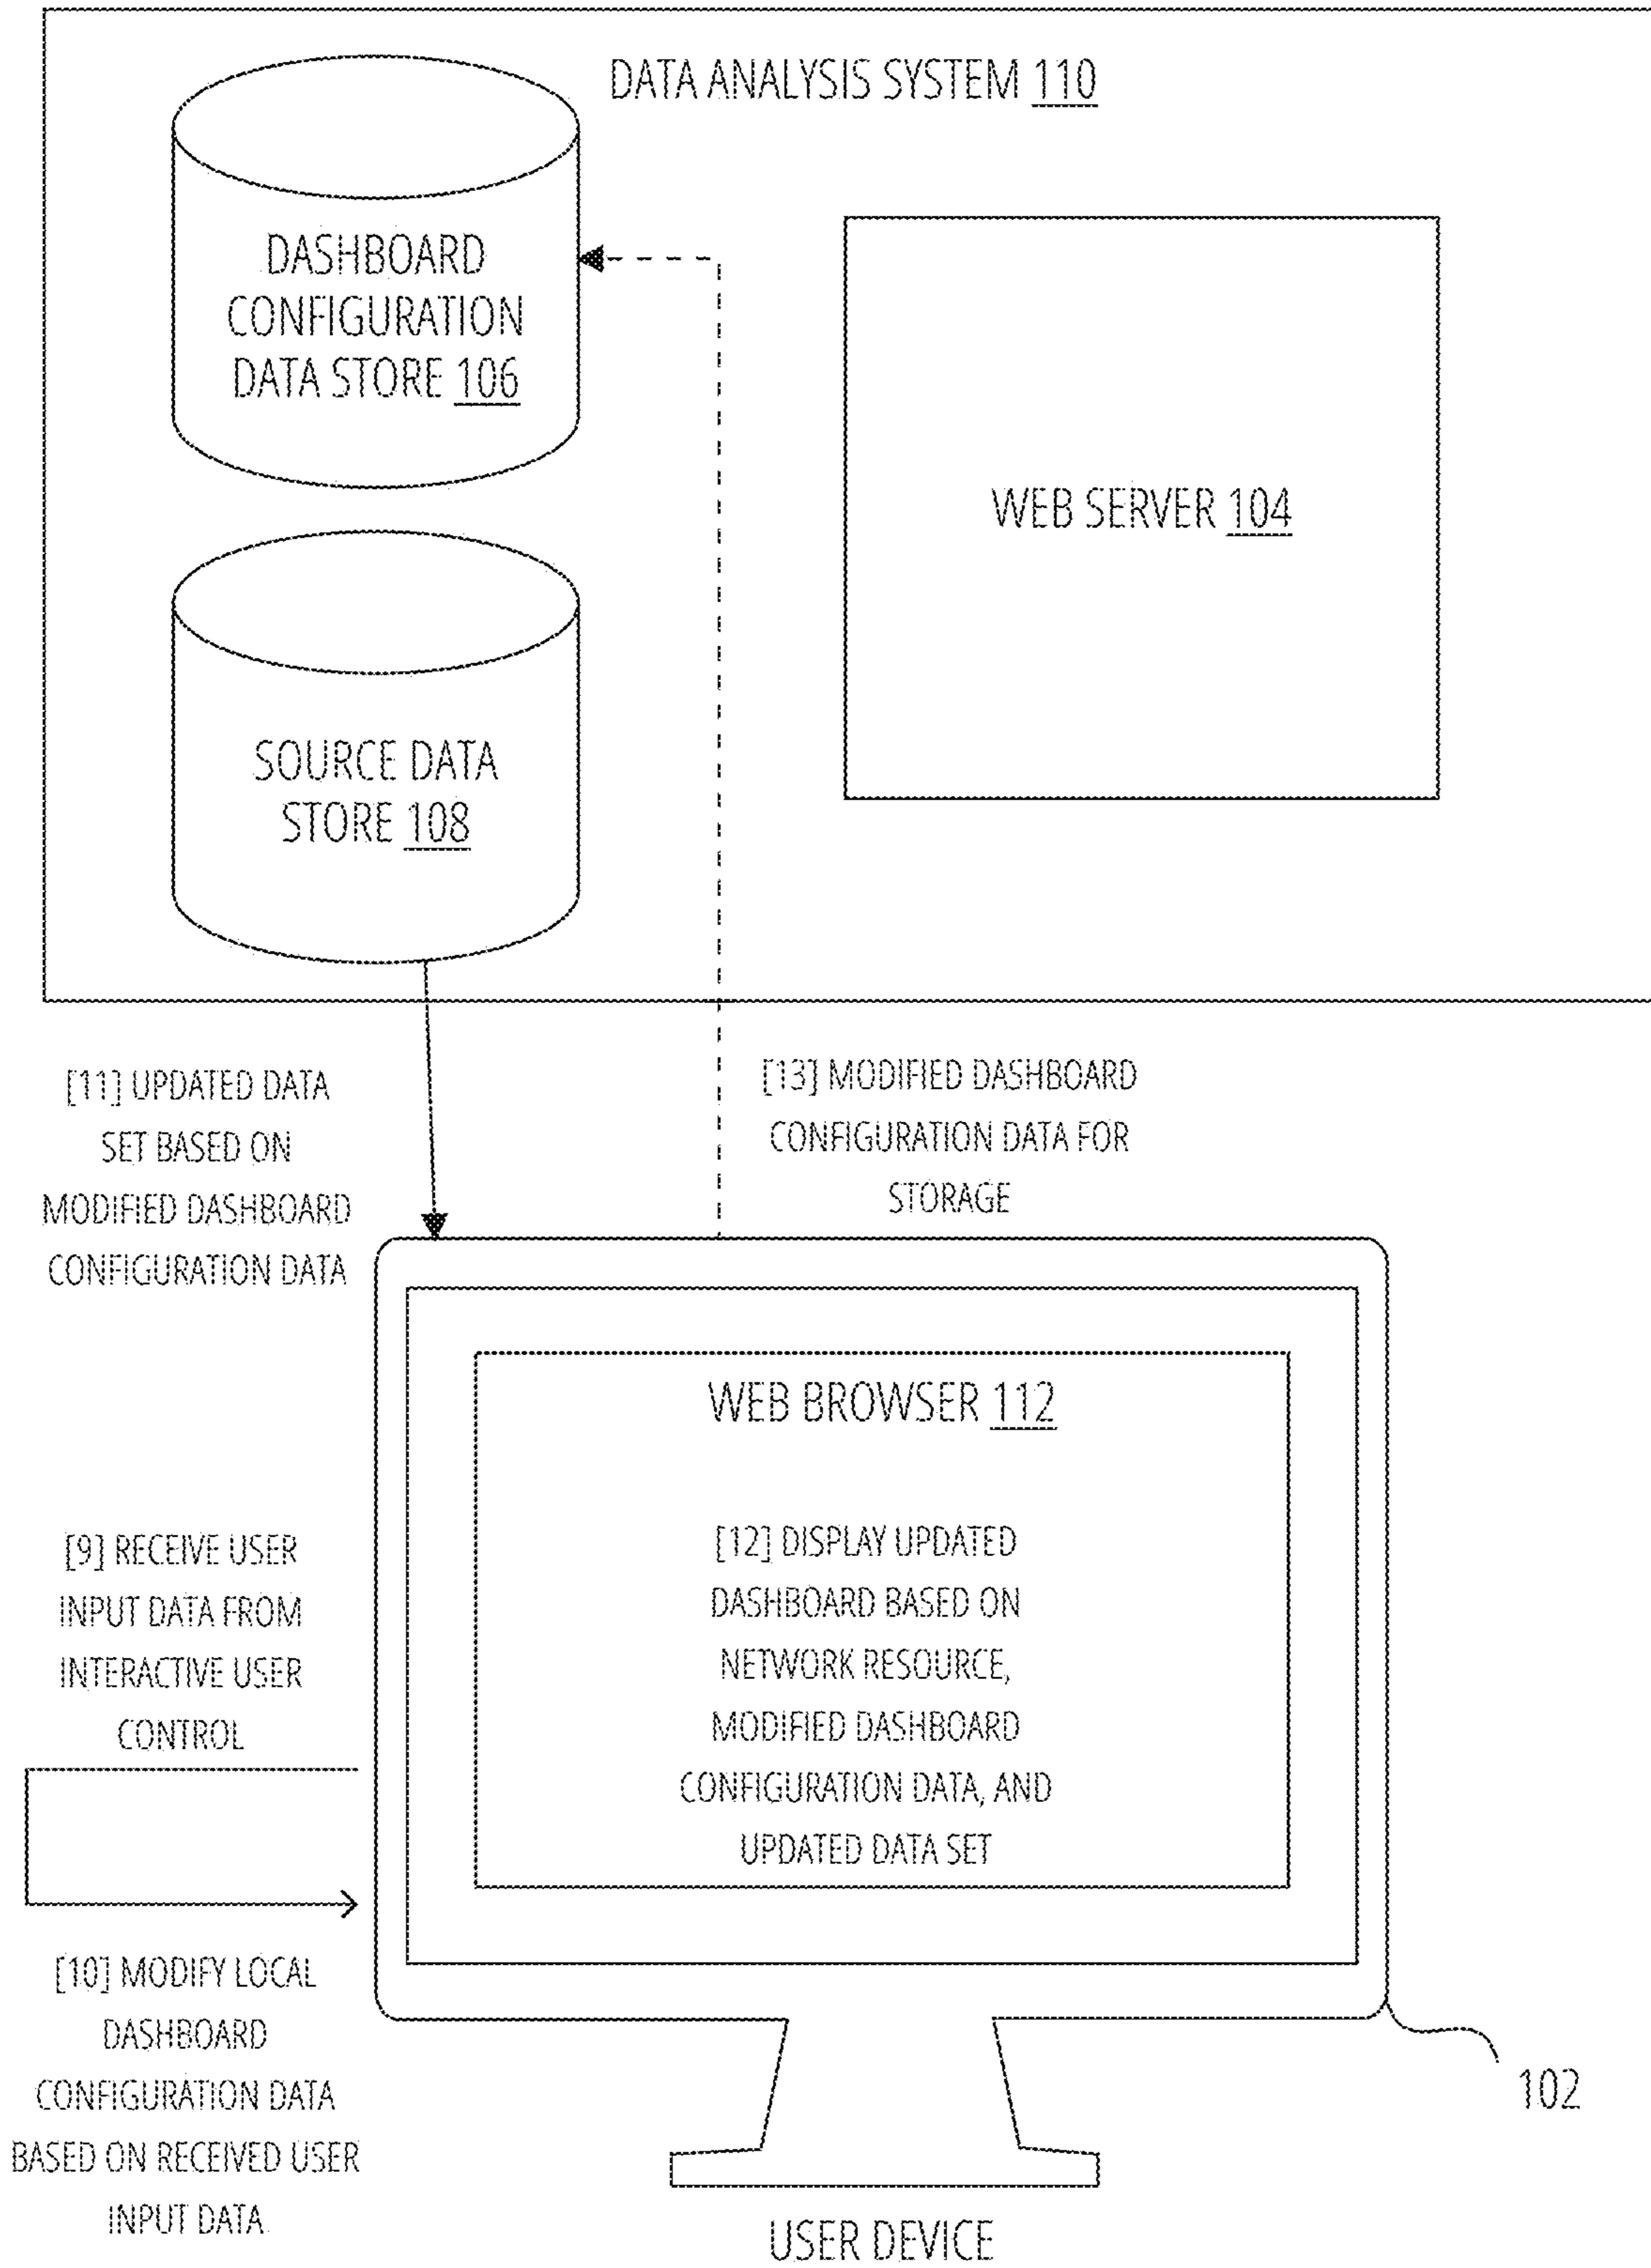 DATA ANALYSIS SYSTEM 110
DASHBOARD
CONFIGURATION
DATA STORE 106
WEB SERVER 104
SOURCE DATA
STORE 108
[11] UPDATED DATA
SET BASED ON
MODIFIED DASHBOARD
CONFIGURATION DATA
[13] MODIFIED DASHBOARD
CONFIGURATION DATA FOR
STORAGE
WEB BROWSER 112
[12] DISPLAY UPDATED
DASHBOARD BASED ON
NETWORK RESOURCE,
MODIFIED DASHBOARD
CONFIGURATION DATA, AND
UPDATED DATA SET
[9] RECEIVE USER
INPUT DATA FROM
INTERACTIVE USER
CONTROL
[10] MODIFY LOCAL
DASHBOARD
CONFIGURATION DATA
BASED ON RECEIVED USER
INPUT DATA
102
USER DEVICE